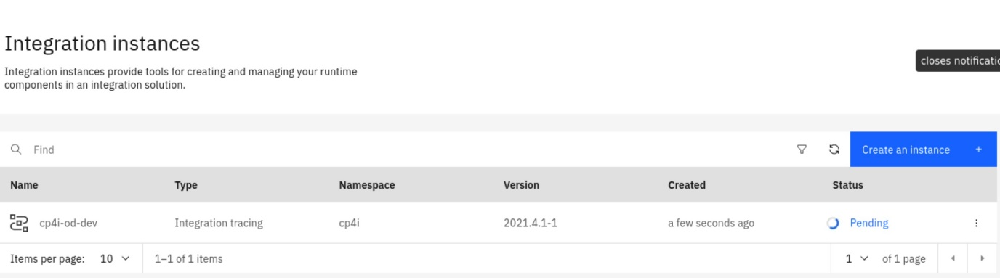 Integration instances
closes notificatio
Integration instances provide tools for creating and managing your runtime
components in an integration solution.
Find
Create an instance +
Name Type Namespace Version Created Status
cp4i-od-dev Integration tracing cp4i 2021.4.1-1 a few seconds ago Pending
Items per page: 10 1–1 of 1 items 1 of 1 page